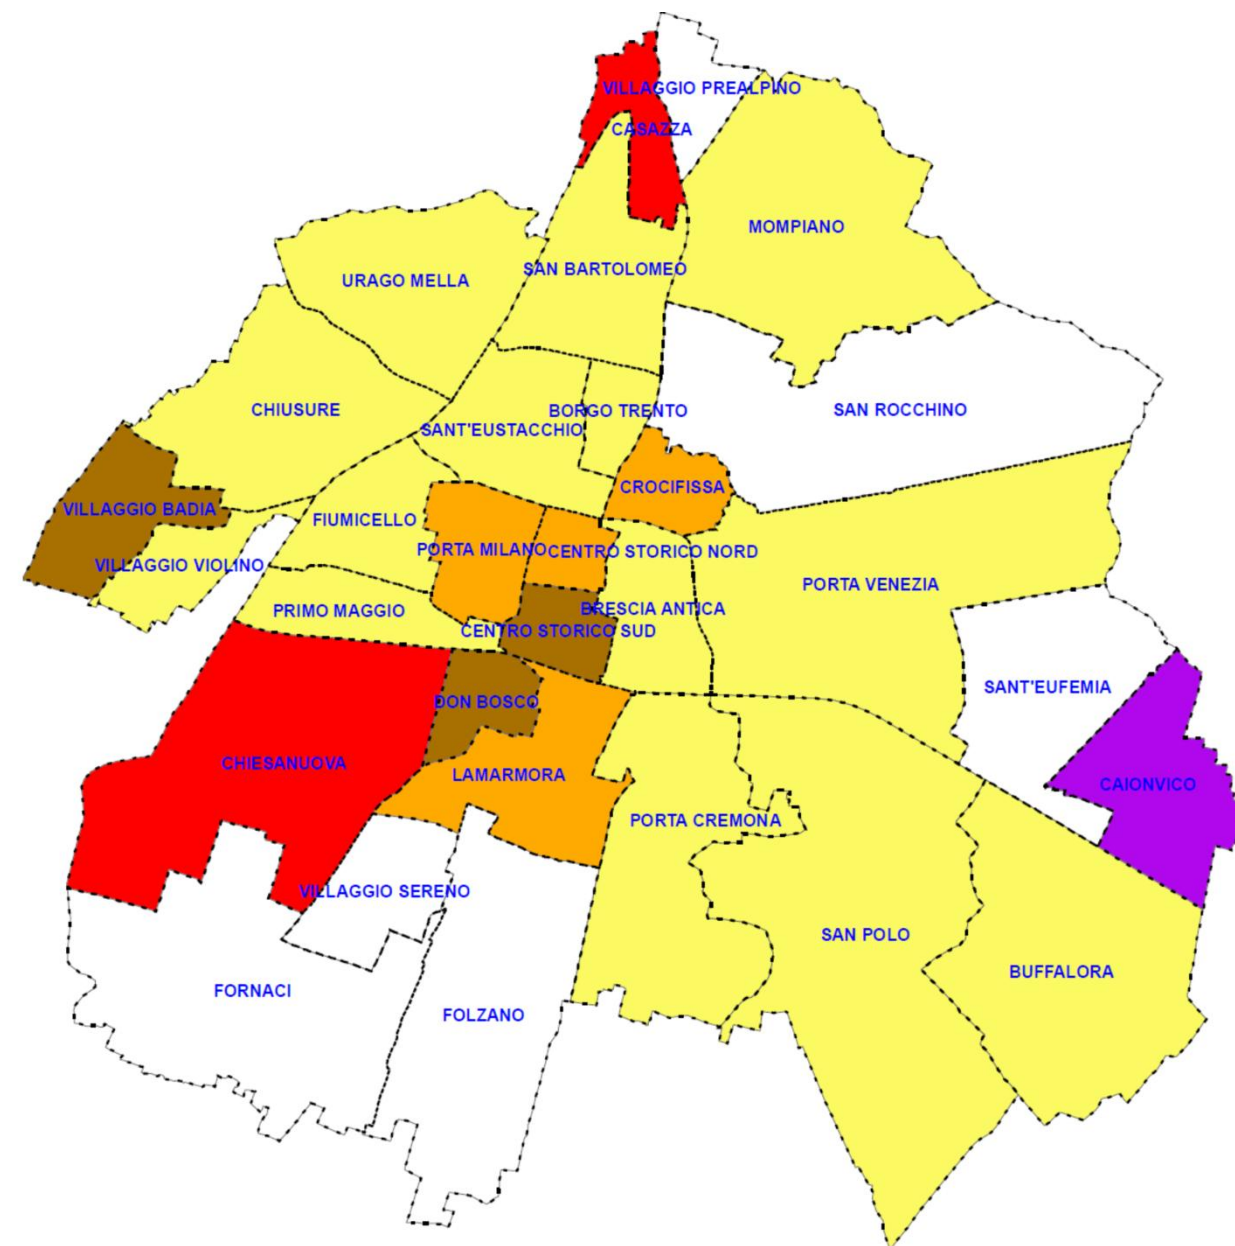 VILLAGGIO PREALPINO
CASAZZA
MOMPIANO
SAN BARTOLOMEO
URAGO MELLA
CHIUSURE
BORGO TRENTO
SAN ROCCHINO
SANT'EUSTACCHIO
CROCIFISSA
VILLAGGIO BADIA
FIUMICELLO
PORTA MILANO
CENTRO STORICO NORD
VILLAGGIO VIOLINO
PORTA VENEZIA
PRIMO MAGGIO
BRESCIA ANTICA
CENTRO STORICO SUD
SANT'EUFEMIA
DON BOSCO
CHIESANUOVA
LAMARMORA
CAIONVICO
PORTA CREMONA
VILLAGGIO SERENO
SAN POLO
BUFFALORA
FORNACI
FOLZANO